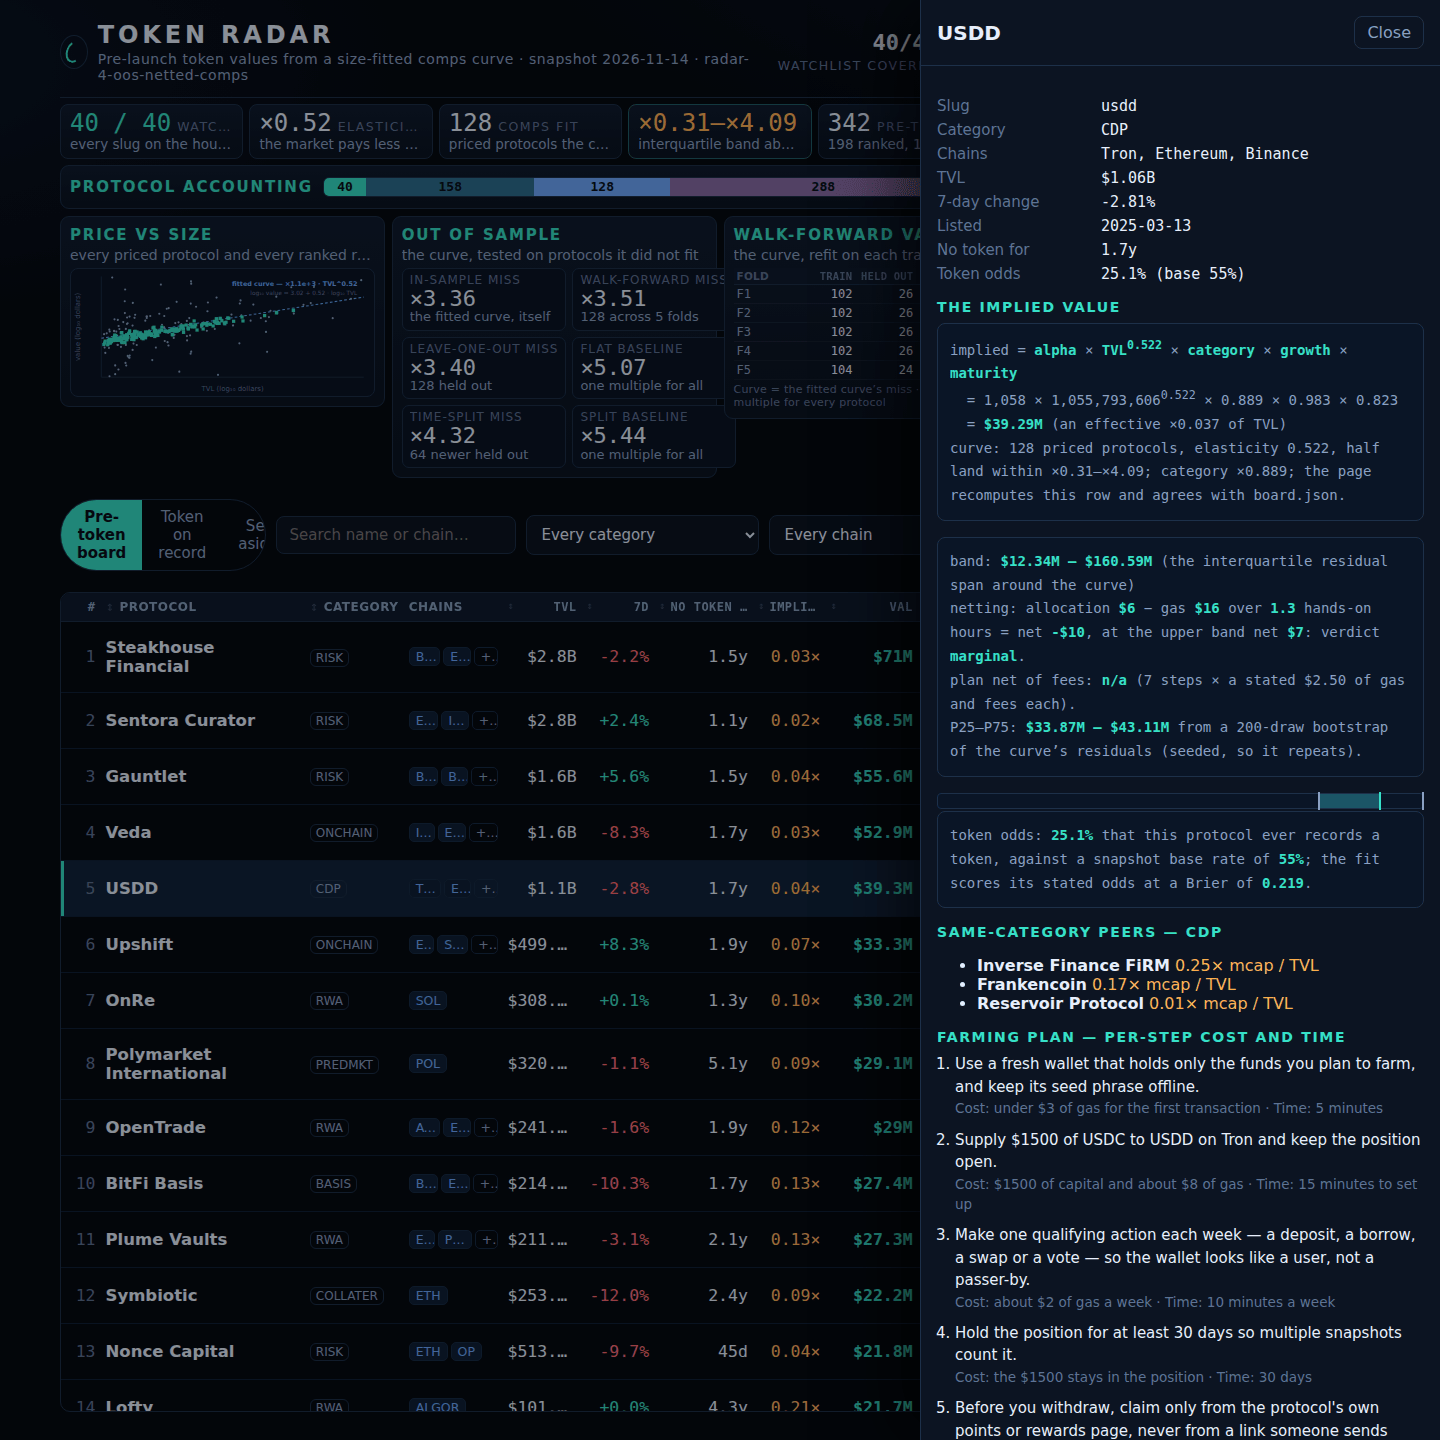 TOKEN RADAR
Pre-launch token values from a size-fitted comps curve · snapshot 2026-11-14 · radar-
4-oos-netted-comps
40/4
WATCHLIST COVER
40 / 40 WATC…
every slug on the hou…
×0.52 ELASTICI…
the market pays less …
128 COMPS FIT
priced protocols the c…
×0.31–×4.09
interquartile band ab…
342 PRE-T
198 ranked, 1
PROTOCOL ACCOUNTING
40
158
128
288
PRICE VS SIZE
every priced protocol and every ranked r…
value (log₁₀ dollars)
TVL (log₁₀ dollars)
OUT OF SAMPLE
the curve, tested on protocols it did not fit
IN-SAMPLE MISS
×3.36
the fitted curve, itself
WALK-FORWARD MISS
×3.51
128 across 5 folds
LEAVE-ONE-OUT MISS
×3.40
128 held out
FLAT BASELINE
×5.07
one multiple for all
TIME-SPLIT MISS
×4.32
64 newer held out
SPLIT BASELINE
×5.44
one multiple for all
WALK-FORWARD VA
the curve, refit on each tra
FOLD TRAIN HELD OUT
F1 102 26
F2 102 26
F3 102 26
F4 102 26
F5 104 24
Curve = the fitted curve’s miss
multiple for every protocol
Pre-
token
board
Token
on
record
Se
asid
Search name or chain…
Every category
Every chain
# PROTOCOL CATEGORY CHAINS TVL 7D NO TOKEN … IMPLI… VAL
1 Steakhouse Financial RISK B… E… +… $2.8B -2.2% 1.5y 0.03× $71M
2 Sentora Curator RISK E… I… +… $2.8B +2.4% 1.1y 0.02× $68.5M
3 Gauntlet RISK B… B… +… $1.6B +5.6% 1.5y 0.04× $55.6M
4 Veda ONCHAIN I… E… +… $1.6B -8.3% 1.7y 0.03× $52.9M
5 USDD CDP T… E… +… $1.1B -2.8% 1.7y 0.04× $39.3M
6 Upshift ONCHAIN E… S… +… $499.… +8.3% 1.9y 0.07× $33.3M
7 OnRe RWA SOL $308.… +0.1% 1.3y 0.10× $30.2M
8 Polymarket International PREDMKT POL $320.… -1.1% 5.1y 0.09× $29.1M
9 OpenTrade RWA A… E… +… $241.… -1.6% 1.9y 0.12× $29M
10 BitFi Basis BASIS B… E… +… $214.… -10.3% 1.7y 0.13× $27.4M
11 Plume Vaults RWA E… P… +… $211.… -3.1% 2.1y 0.13× $27.3M
12 Symbiotic COLLATER ETH $253.… -12.0% 2.4y 0.09× $22.2M
13 Nonce Capital RISK ETH OP $513.… -9.7% 45d 0.04× $21.8M
14 Lofty RWA ALGOR $101.… +0.0% 4.3y 0.21× $21.7M
USDD
Close
Slug usdd
Category CDP
Chains Tron, Ethereum, Binance
TVL $1.06B
7-day change -2.81%
Listed 2025-03-13
No token for 1.7y
Token odds 25.1% (base 55%)
THE IMPLIED VALUE
implied = alpha × TVL^0.522 × category × growth ×
maturity
= 1,058 × 1,055,793,606^0.522 × 0.889 × 0.983 × 0.823
= $39.29M (an effective ×0.037 of TVL)
curve: 128 priced protocols, elasticity 0.522, half
land within ×0.31–×4.09; category ×0.889; the page
recomputes this row and agrees with board.json.
band: $12.34M – $160.59M (the interquartile residual
span around the curve)
netting: allocation $6 − gas $16 over 1.3 hands-on
hours = net -$10, at the upper band net $7: verdict
marginal.
plan net of fees: n/a (7 steps × a stated $2.50 of gas
and fees each).
P25–P75: $33.87M – $43.11M from a 200-draw bootstrap
of the curve’s residuals (seeded, so it repeats).
token odds: 25.1% that this protocol ever records a
token, against a snapshot base rate of 55%; the fit
scores its stated odds at a Brier of 0.219.
SAME-CATEGORY PEERS — CDP
• Inverse Finance FiRM 0.25× mcap / TVL
• Frankencoin 0.17× mcap / TVL
• Reservoir Protocol 0.01× mcap / TVL
FARMING PLAN — PER-STEP COST AND TIME
1. Use a fresh wallet that holds only the funds you plan to farm,
and keep its seed phrase offline.
Cost: under $3 of gas for the first transaction · Time: 5 minutes
2. Supply $1500 of USDC to USDD on Tron and keep the position
open.
Cost: $1500 of capital and about $8 of gas · Time: 15 minutes to set
up
3. Make one qualifying action each week — a deposit, a borrow,
a swap or a vote — so the wallet looks like a user, not a
passer-by.
Cost: about $2 of gas a week · Time: 10 minutes a week
4. Hold the position for at least 30 days so multiple snapshots
count it.
Cost: the $1500 stays in the position · Time: 30 days
5. Before you withdraw, claim only from the protocol's own
points or rewards page, never from a link someone sends